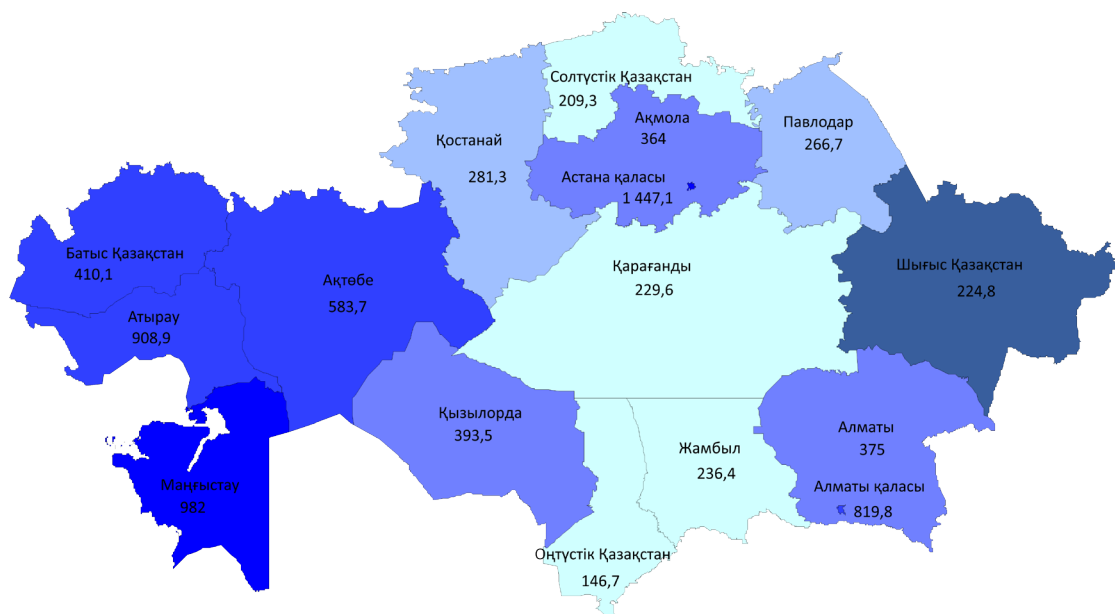 Солтүстік Қазақстан
209,3
Ақмола
364
Павлодар
266,7
Қостанай
281,3
Астана қаласы
1 447,1
Батыс Қазақстан
410,1
Ақтөбе
583,7
Қарағанды
229,6
Шығыс Қазақстан
224,8
Атырау
908,9
Қызылорда
393,5
Алматы
375
Жамбыл
236,4
Маңғыстау
982
Алматы қаласы
819,8
Оңтүстік Қазақстан
146,7